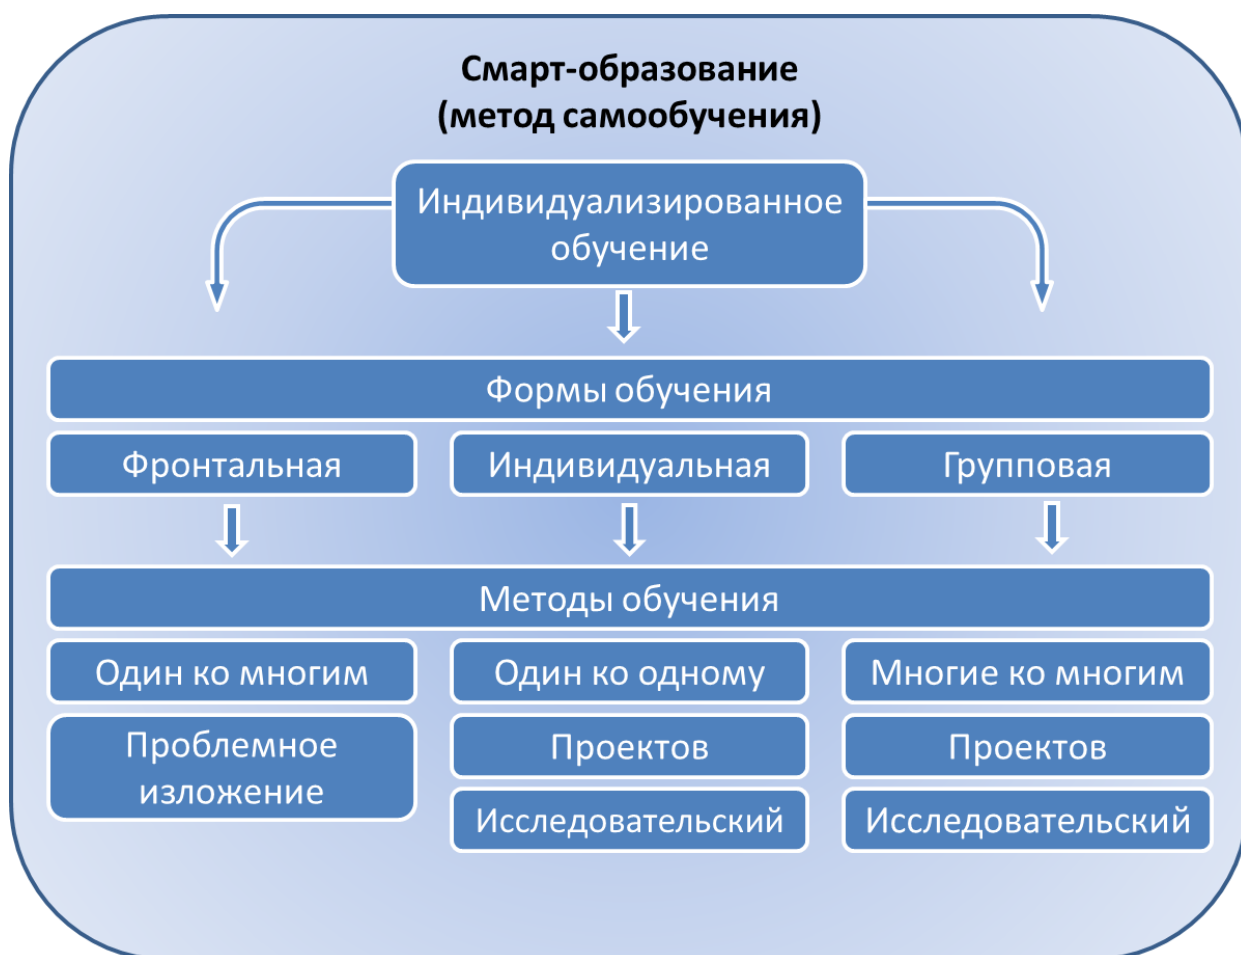 Смарт-образование
(метод самообучения)
Индивидуализированное
обучение
Формы обучения
Фронтальная
Индивидуальная
Групповая
Методы обучения
Один ко многим
Один ко одному
Многие ко многим
Проблемное
изложение
Проектов
Проектов
Исследовательский
Исследовательский